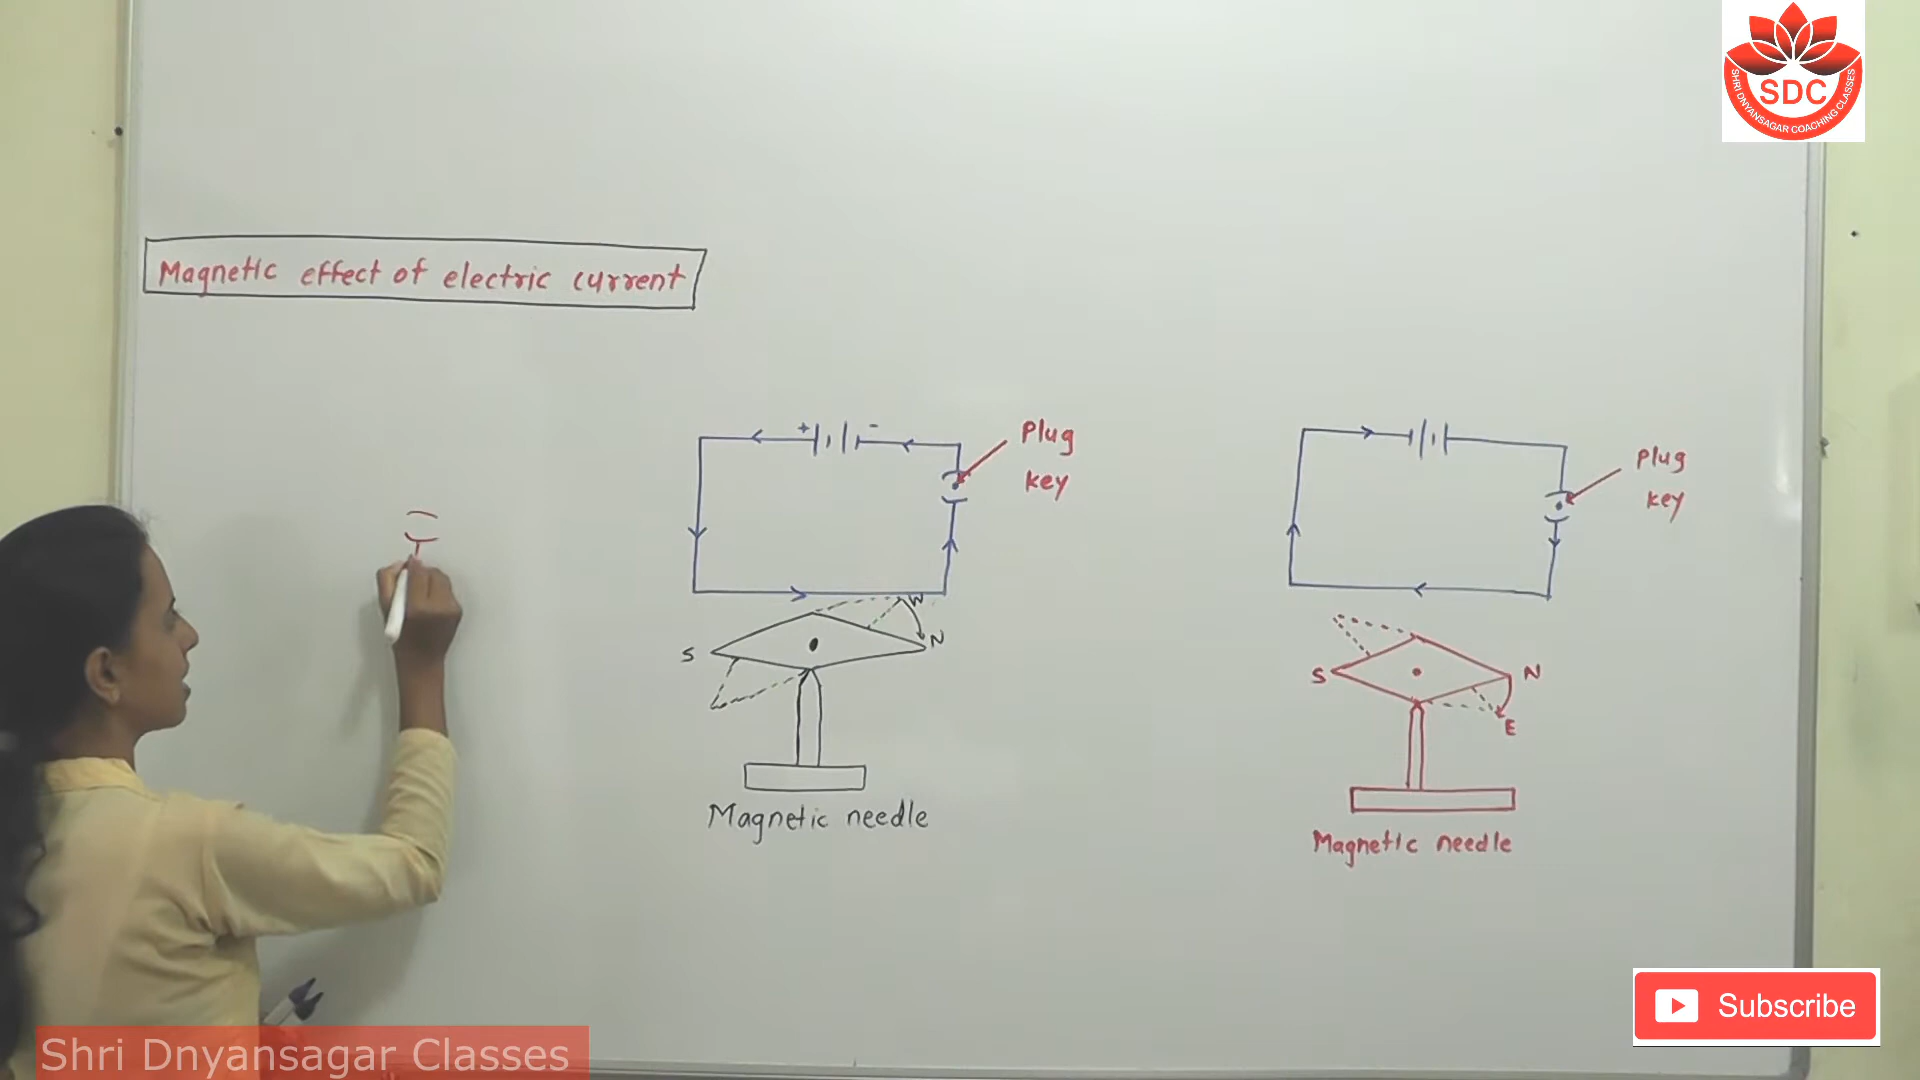 SDC
SHRI DNYANSAGAR COACHING CLASSES
Magnetic effect of electric current
+ -
Plug
key
W
S
N
Magnetic needle
Plug
key
S
N
E
Magnetic needle
Subscribe
Shri Dnyansagar Classes